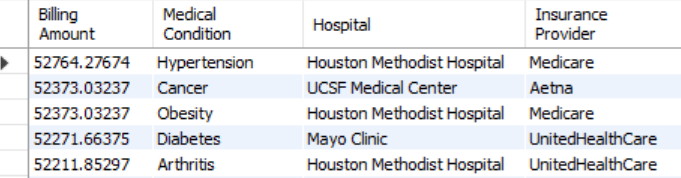 Billing Amount Medical Condition Hospital Insurance Provider
52764.27674 Hypertension Houston Methodist Hospital Medicare
52373.03237 Cancer UCSF Medical Center Aetna
52373.03237 Obesity Houston Methodist Hospital Medicare
52271.66375 Diabetes Mayo Clinic UnitedHealthCare
52211.85297 Arthritis Houston Methodist Hospital UnitedHealthCare